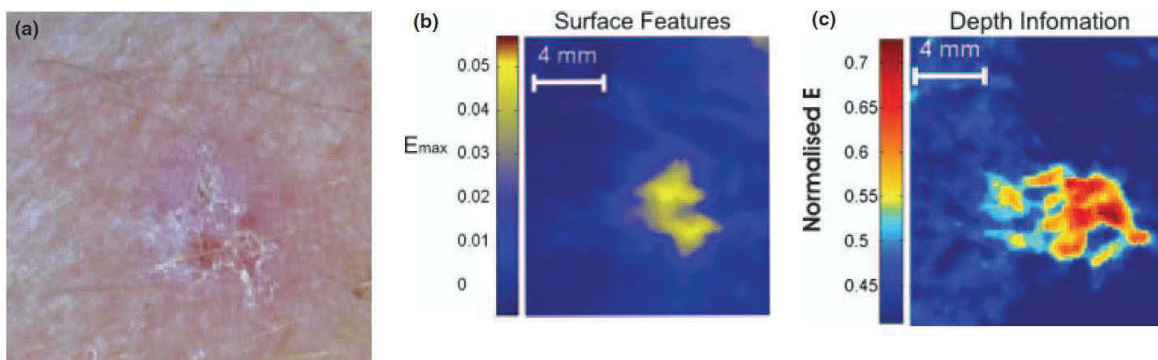 (a)
(b)
Surface Features
4 mm
Emax
0.05
0.04
0.03
0.02
0.01
0
(c)
Depth Infomation
4 mm
Normalised E
0.7
0.65
0.6
0.55
0.5
0.45